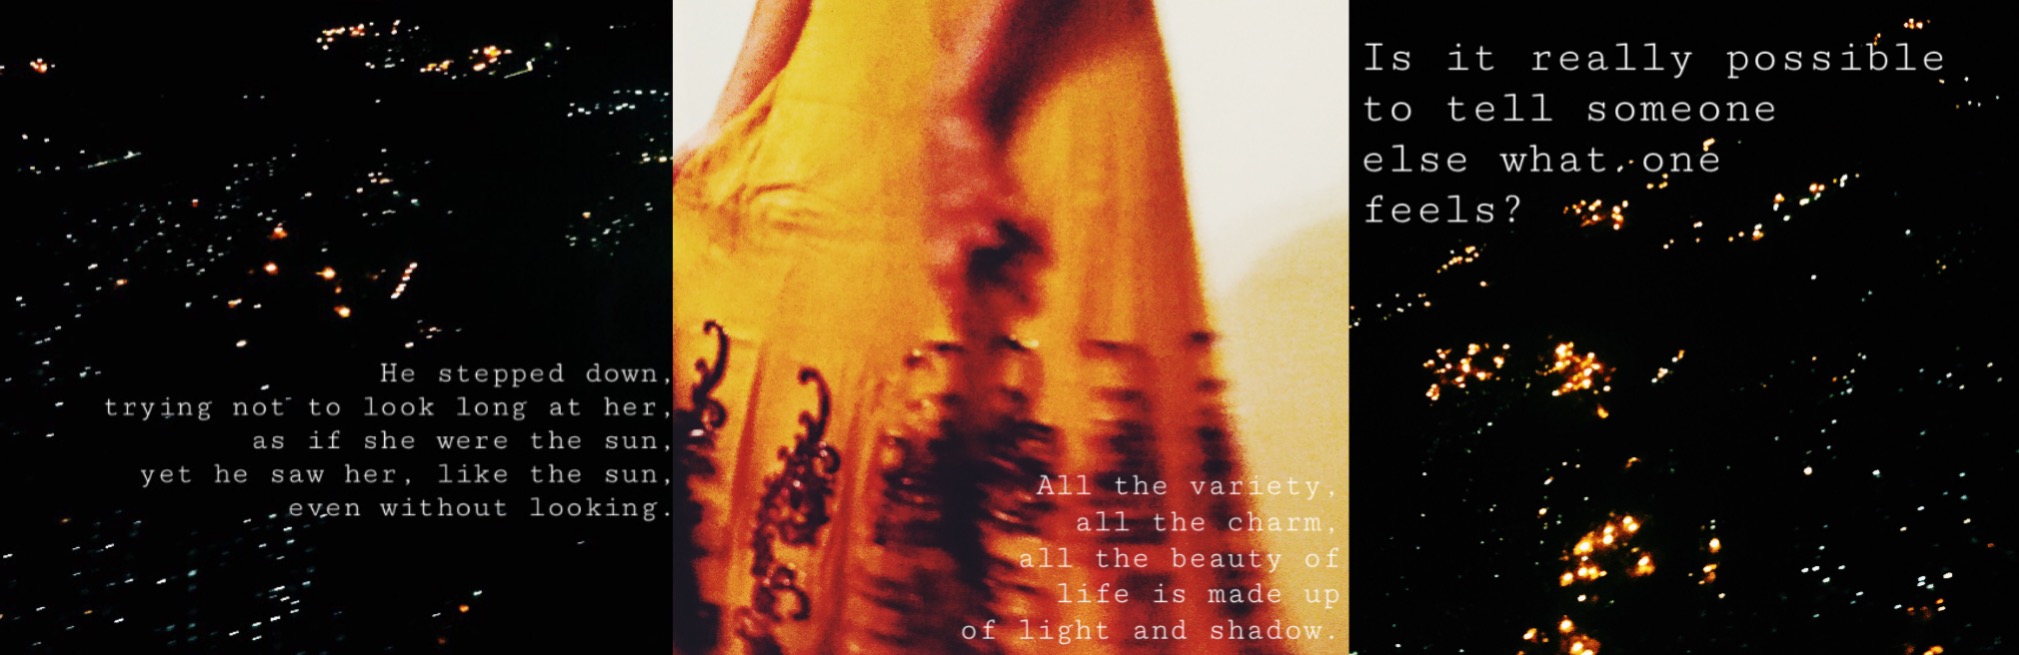 He stepped down,
trying not to look long at her,
as if she were the sun,
yet he saw her, like the sun,
even without looking.
All the variety,
all the charm,
all the beauty of
life is made up
of light and shadow.
Is it really possible
to tell someone
else what one
feels?